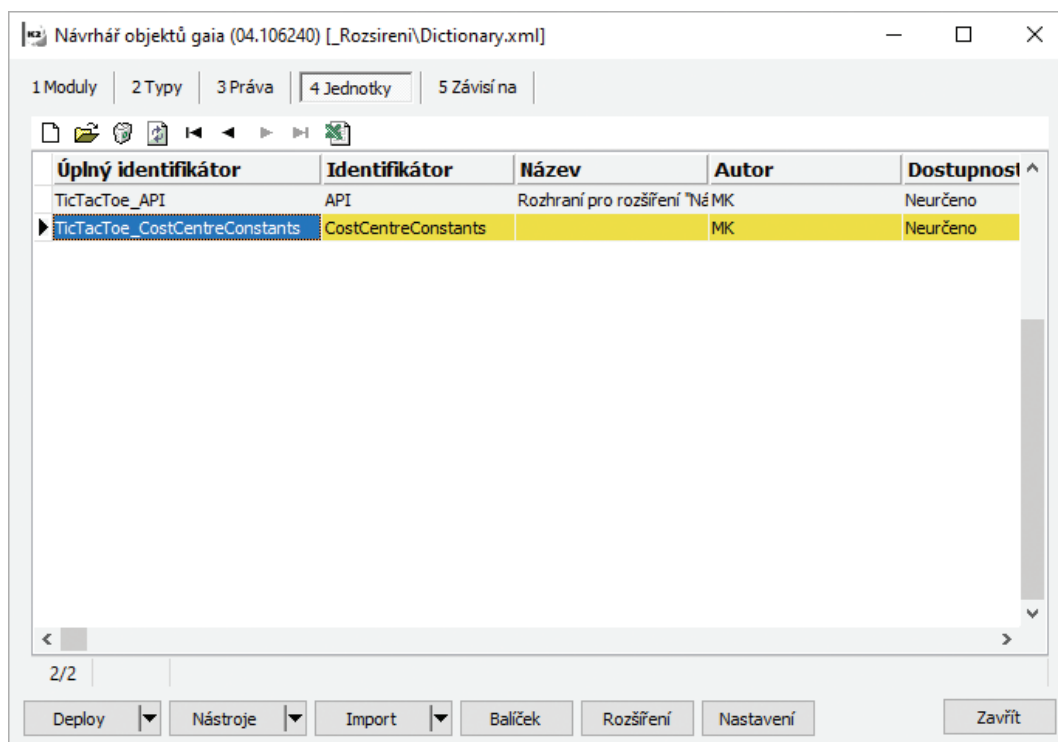 K2 Návrhář objektů gaia (04.106240) [_Rozsireni\Dictionary.xml]
1 Moduly 2 Typy 3 Práva 4 Jednotky 5 Závisí na
Úplný identifikátor Identifikátor Název Autor Dostupnost
TicTacToe_API API Rozhraní pro rozšíření "Ná MK Neurčeno
TicTacToe_CostCentreConstants CostCentreConstants MK Neurčeno
2/2
Deploy Nástroje Import Balíček Rozšíření Nastavení Zavřít